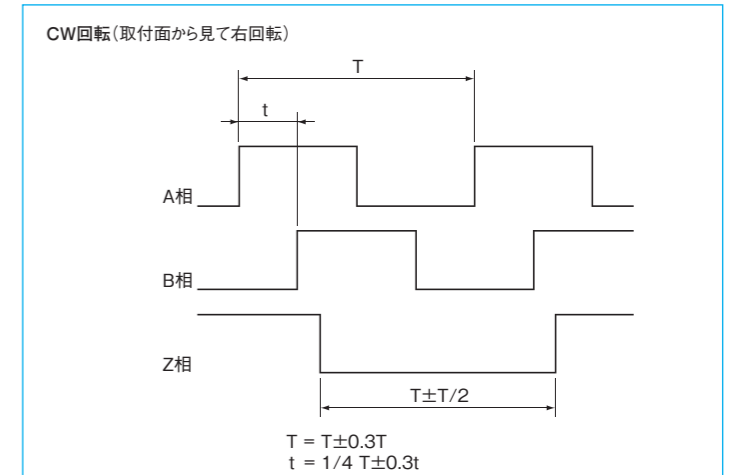 CW回転(取付面から見て右回転)
T
t
A相
B相
Z相
T±T/2
T = T±0.3T
t = 1/4 T±0.3t